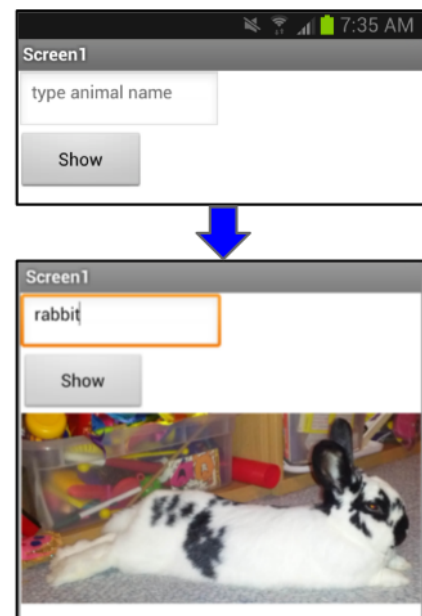 7:35 AM
Screen1
type animal name
Show
Screen1
rabbit
Show